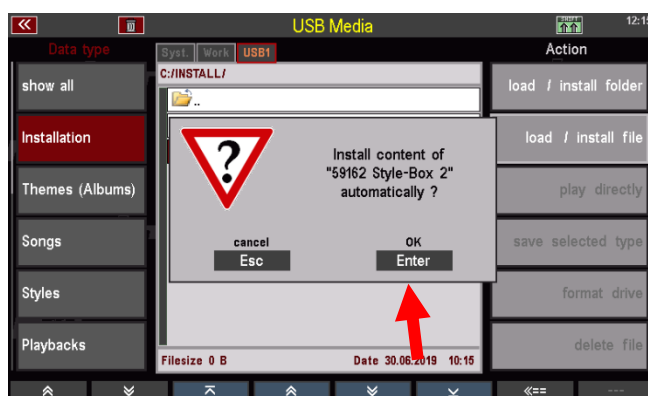 USB Media
12:15
Data type
Syst. Work USB1
Action
C:/INSTALL/
..
show all
Installation
Themes (Albums)
Songs
Styles
Playbacks
?
Install content of
"59162 Style-Box 2"
automatically ?
cancel
Esc
OK
Enter
Filesize 0 B
Date 30.06.2019 10:15
load / install folder
load / install file
play directly
save selected type
format drive
delete file
<==
---